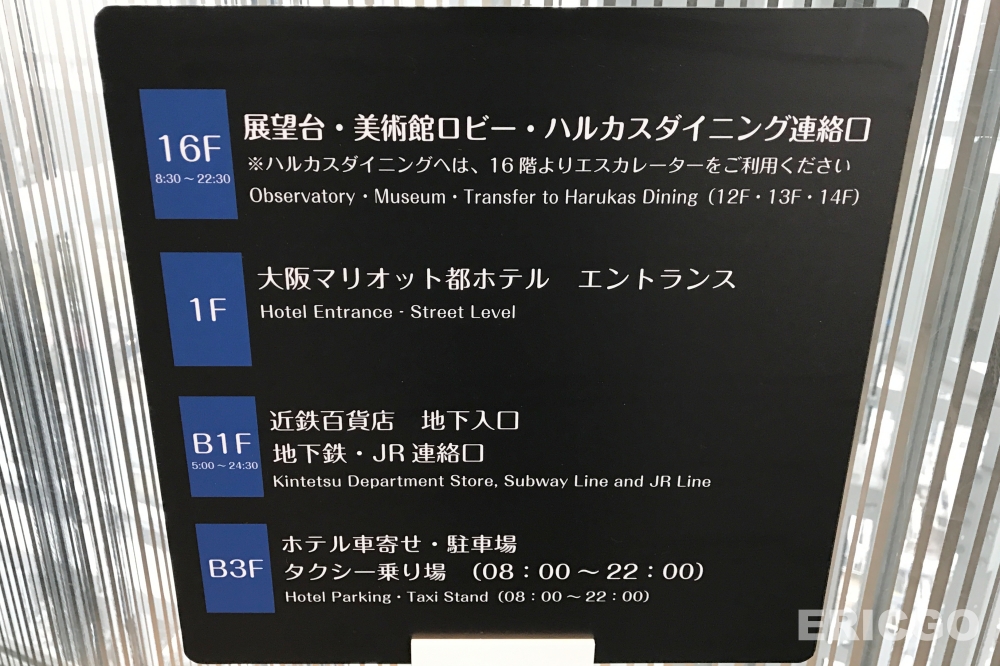 16F
8:30～22:30
展望台・美術館ロビー・ハルカスダイニング連絡口
※ハルカスダイニングへは、16階よりエスカレーターをご利用ください
Observatory・Museum・Transfer to Harukas Dining（12F・13F・14F）
1F
大阪マリオット都ホテル　エントランス
Hotel Entrance - Street Level
B1F
5:00～24:30
近鉄百貨店　地下入口
地下鉄・JR連絡口
Kintetsu Department Store, Subway Line and JR Line
B3F
ホテル車寄せ・駐車場
タクシー乗り場　（08：00～22：00）
Hotel Parking・Taxi Stand（08：00～22：00）
ERICGO